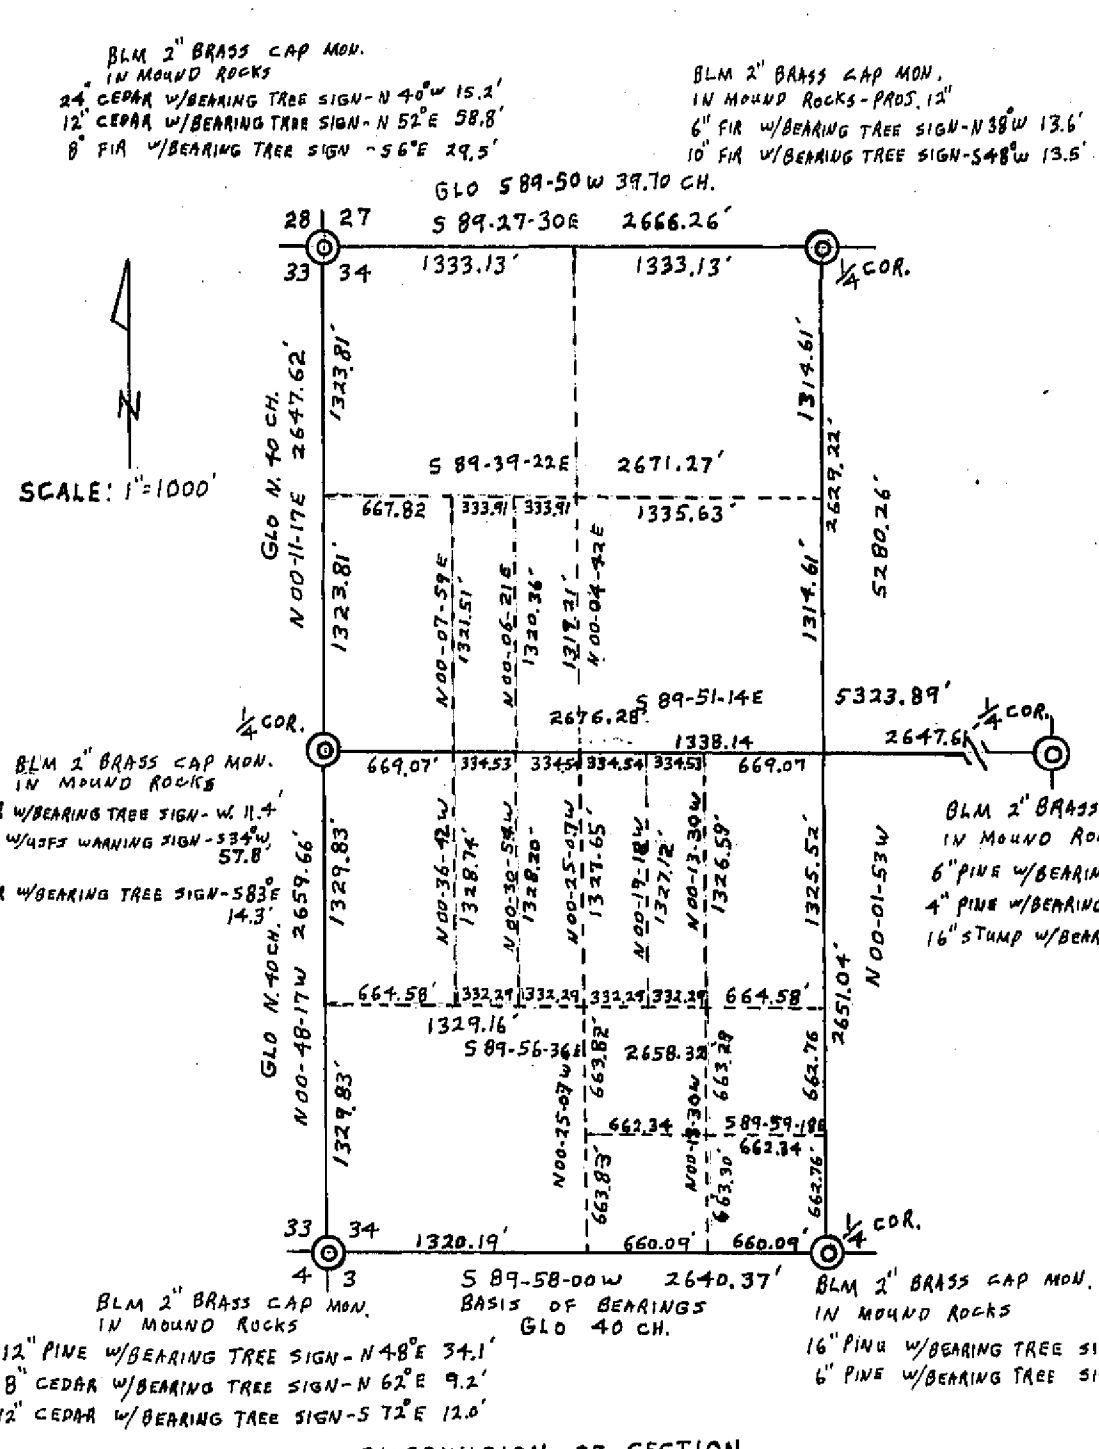 BLM 2" BRASS CAP MON.
IN MOUND ROCKS
24" CEDAR W/BEARING TREE SIGN-N 40°W 15.2'
12" CEDAR W/BEARING TREE SIGN-N 52°E 58.8'
8" FIR W/BEARING TREE SIGN -S6°E 29.5'
BLM 2" BRASS CAP MON.
IN MOUND ROCKS-PROJ. 12"
6" FIR W/BEARING TREE SIGN-N38°W 13.6'
10" FIR W/BEARING TREE SIGN-S48°W 13.5'
GLO S89-50W 39.70 CH.
S 89-27-30E 2666.26'
28 27
33 34
1333.13' 1333.13'
1/4 COR.
N
SCALE: 1"=1000'
GLO N. 40 CH.
N 00-11-17E 2647.62'
1323.81'
1323.81'
1314.61'
1314.61'
2629.22'
5280.26'
S 89-39-22E 2671.27'
667.82 333.91 333.91 1335.63'
N 00-07-59E
1321.51'
N 00-06-21E
1320.36'
1319.21'
N 00-04-42E
S 89-51-14E 5323.89'
2676.28'
1338.14
2647.61
1/4 COR.
1/4 COR.
669.07' 334.53 334.54 334.54 334.53 669.07
BLM 2" BRASS CAP MON.
IN MOUND ROCKS
R W/BEARING TREE SIGN-W. 11.4'
W/USFS WARNING SIGN-S34°W,
57.8'
R W/BEARING TREE SIGN-S83°E
14.3'
BLM 2" BRASS
IN MOUND ROC
6" PINE W/BEARIN
4" PINE W/BEARING
16" STUMP W/BEAR
GLO N. 40CH.
N 00-48-17W 2659.66'
1329.83'
1329.83'
N 00-36-42W
1328.74'
N 00-30-54W
1328.20'
N 00-25-07W
1327.65'
N 00-19-18W
1327.12'
N 00-13-30W
1326.59'
1325.52'
N 00-01-53W
2651.04'
664.58' 332.29 332.29 332.29 332.29 664.58'
1329.16'
S 89-56-36E 2658.32'
663.82'
N00-25-07W
663.83'
663.28
N00-13-30W
663.30'
662.76
662.76'
662.34 S89-59-18E
662.34
33 34
4 3
1320.19' 660.09' 660.09'
1/4 COR.
S 89-58-00W 2640.37'
BASIS OF BEARINGS
GLO 40 CH.
BLM 2" BRASS CAP MON.
IN MOUND ROCKS
12" PINE W/BEARING TREE SIGN-N48°E 34.1'
8" CEDAR W/BEARING TREE SIGN-N 62°E 9.2'
12" CEDAR W/BEARING TREE SIGN-S 72°E 12.0'
BLM 2" BRASS CAP MON.
IN MOUND ROCKS
16" PINE W/BEARING TREE SI
6" PINE W/BEARING TREE SI
SECTION